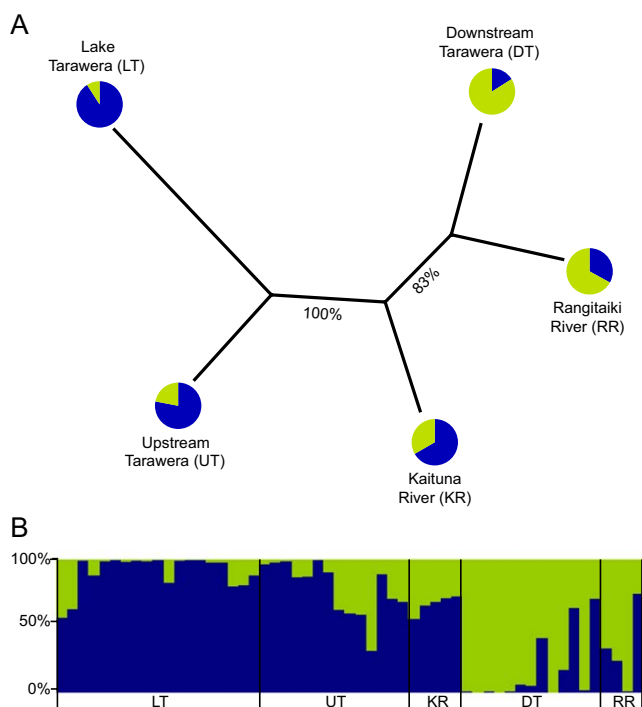 A
Lake
Tarawera (LT)
Downstream
Tarawera (DT)
83%
100%
Rangitaiki
River (RR)
Upstream
Tarawera (UT)
Kaituna
River (KR)
B
100%
50%
0%
LT UT KR DT RR